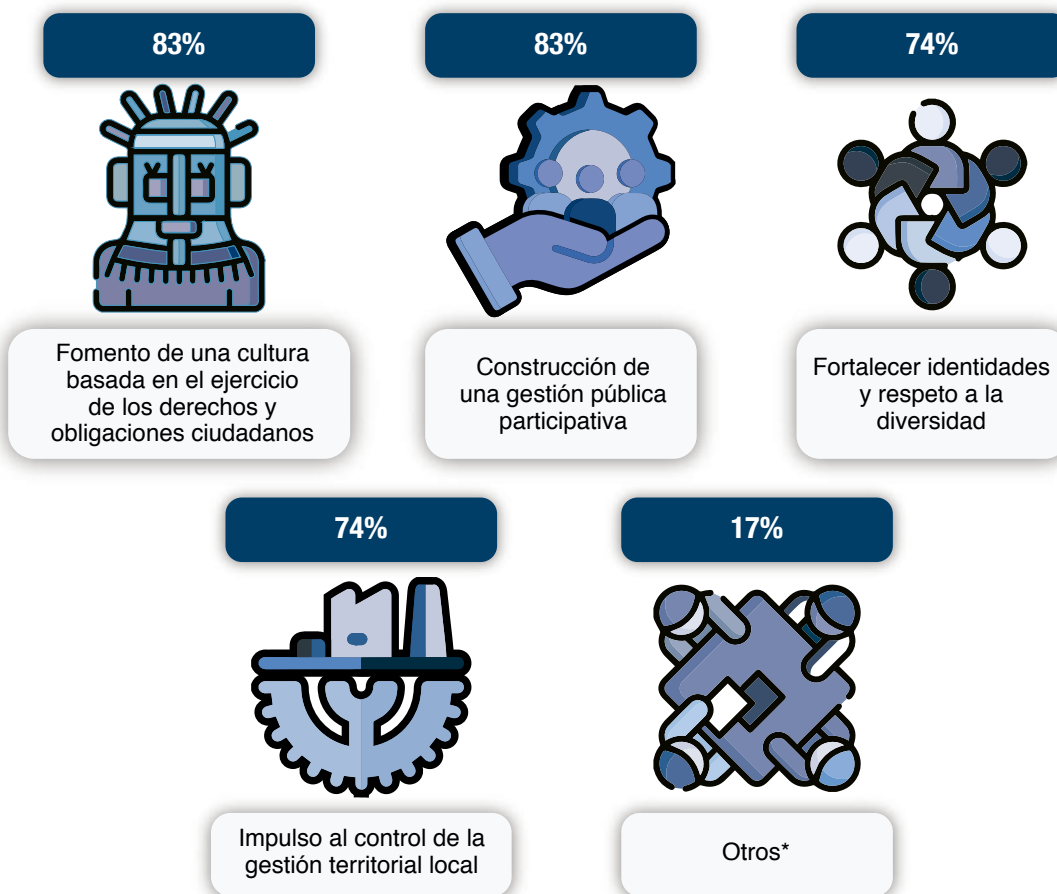 83%
Fomento de una cultura
basada en el ejercicio
de los derechos y
obligaciones ciudadanos
83%
Construcción de
una gestión pública
participativa
74%
Fortalecer identidades
y respeto a la
diversidad
74%
Impulso al control de la
gestión territorial local
17%
Otros*